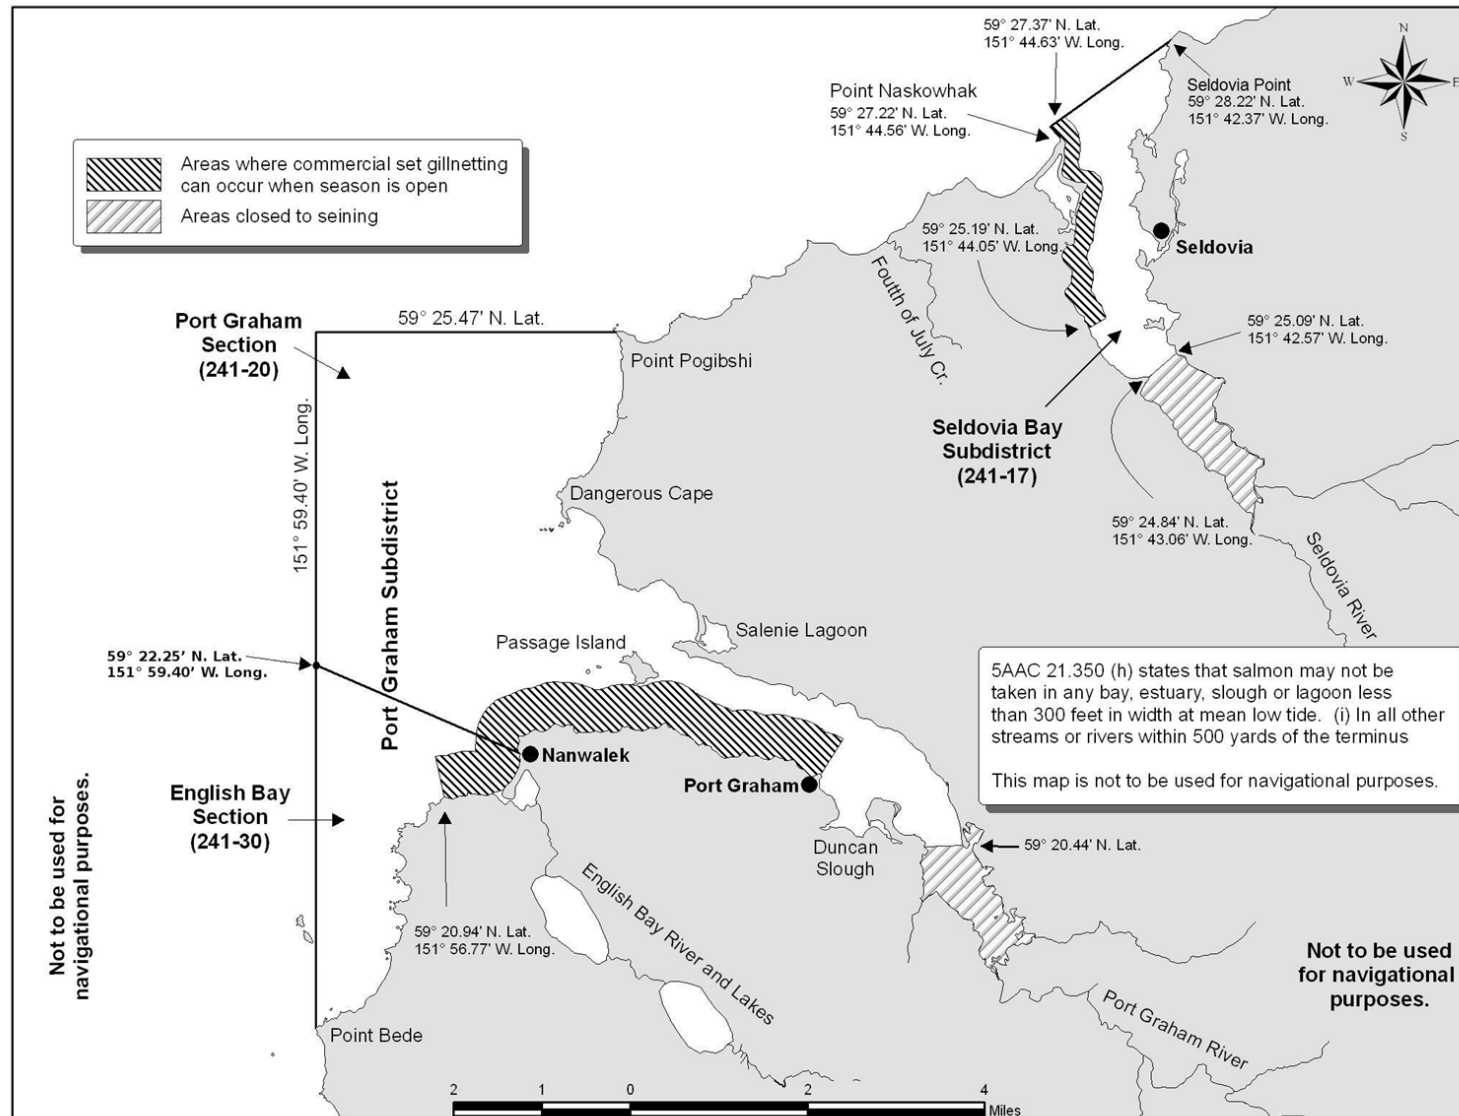 59° 27.37' N. Lat.
151° 44.63' W. Long.
N
W
E
S
Point Naskowhak
59° 27.22' N. Lat.
151° 44.56' W. Long.
Seldovia Point
59° 28.22' N. Lat.
151° 42.37' W. Long.
Areas where commercial set gillnetting
can occur when season is open
Areas closed to seining
59° 25.19' N. Lat.
151° 44.05' W. Long.
Seldovia
Foutth of July Cr.
Port Graham
Section
(241-20)
59° 25.47' N. Lat.
Point Pogibshi
59° 25.09' N. Lat.
151° 42.57' W. Long.
151° 59.40' W. Long.
Seldovia Bay
Subdistrict
(241-17)
Dangerous Cape
59° 24.84' N. Lat.
151° 43.06' W. Long.
Seldovia River
Port Graham Subdistrict
Passage Island
Salenie Lagoon
59° 22.25' N. Lat.
151° 59.40' W. Long.
5AAC 21.350 (h) states that salmon may not be
taken in any bay, estuary, slough or lagoon less
than 300 feet in width at mean low tide. (i) In all other
streams or rivers within 500 yards of the terminus
This map is not to be used for navigational purposes.
Nanwalek
Port Graham
English Bay
Section
(241-30)
Not to be used for
navigational purposes.
Duncan
Slough
59° 20.44' N. Lat.
English Bay River and Lakes
59° 20.94' N. Lat.
151° 56.77' W. Long.
Not to be used
for navigational
purposes.
Port Graham River
Point Bede
2 1 0 2 4
Miles